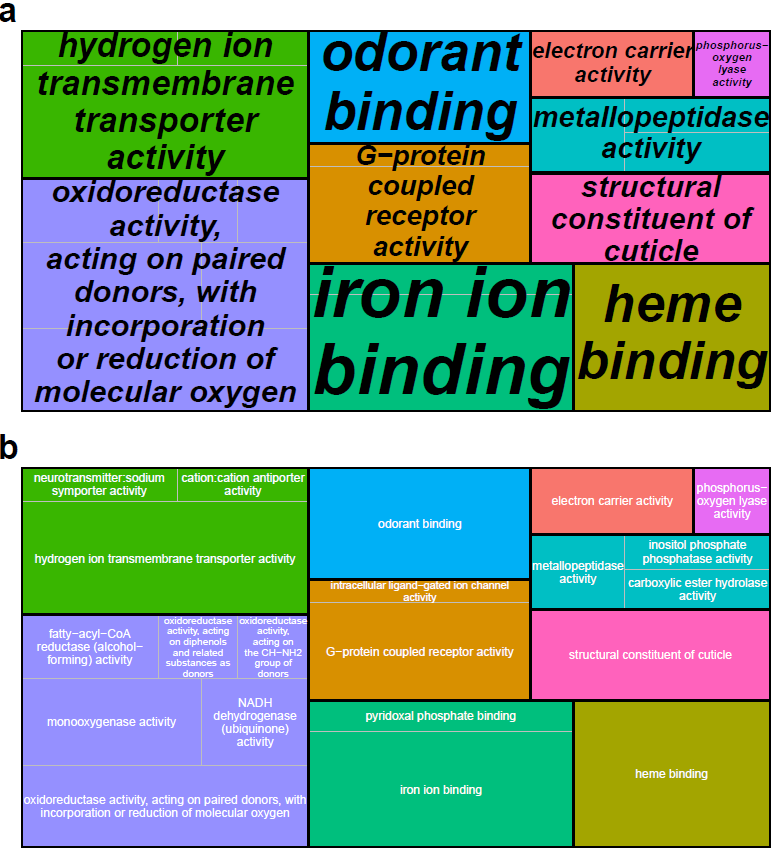 a
hydrogen ion
transmembrane
transporter
activity
oxidoreductase
activity,
acting on paired
donors, with
incorporation
or reduction of
molecular oxygen
odorant
binding
G−protein
coupled
receptor
activity
iron ion
binding
electron carrier
activity
phosphorus−
oxygen
lyase
activity
metallopeptidase
activity
structural
constituent of
cuticle
heme
binding
b
neurotransmitter:sodium
symporter activity
cation:cation antiporter
activity
hydrogen ion transmembrane transporter activity
fatty−acyl−CoA
reductase (alcohol−
forming) activity
oxidoreductase
activity, acting
on diphenols
and related
substances as
donors
oxidoreductase
activity,
acting on
the CH−NH2
group of
donors
monooxygenase activity
NADH
dehydrogenase
(ubiquinone)
activity
oxidoreductase activity, acting on paired donors, with
incorporation or reduction of molecular oxygen
odorant binding
intracellular ligand−gated ion channel
activity
G−protein coupled receptor activity
pyridoxal phosphate binding
iron ion binding
electron carrier activity
phosphorus−
oxygen lyase
activity
metallopeptidase
activity
inositol phosphate
phosphatase activity
carboxylic ester hydrolase
activity
structural constituent of cuticle
heme binding